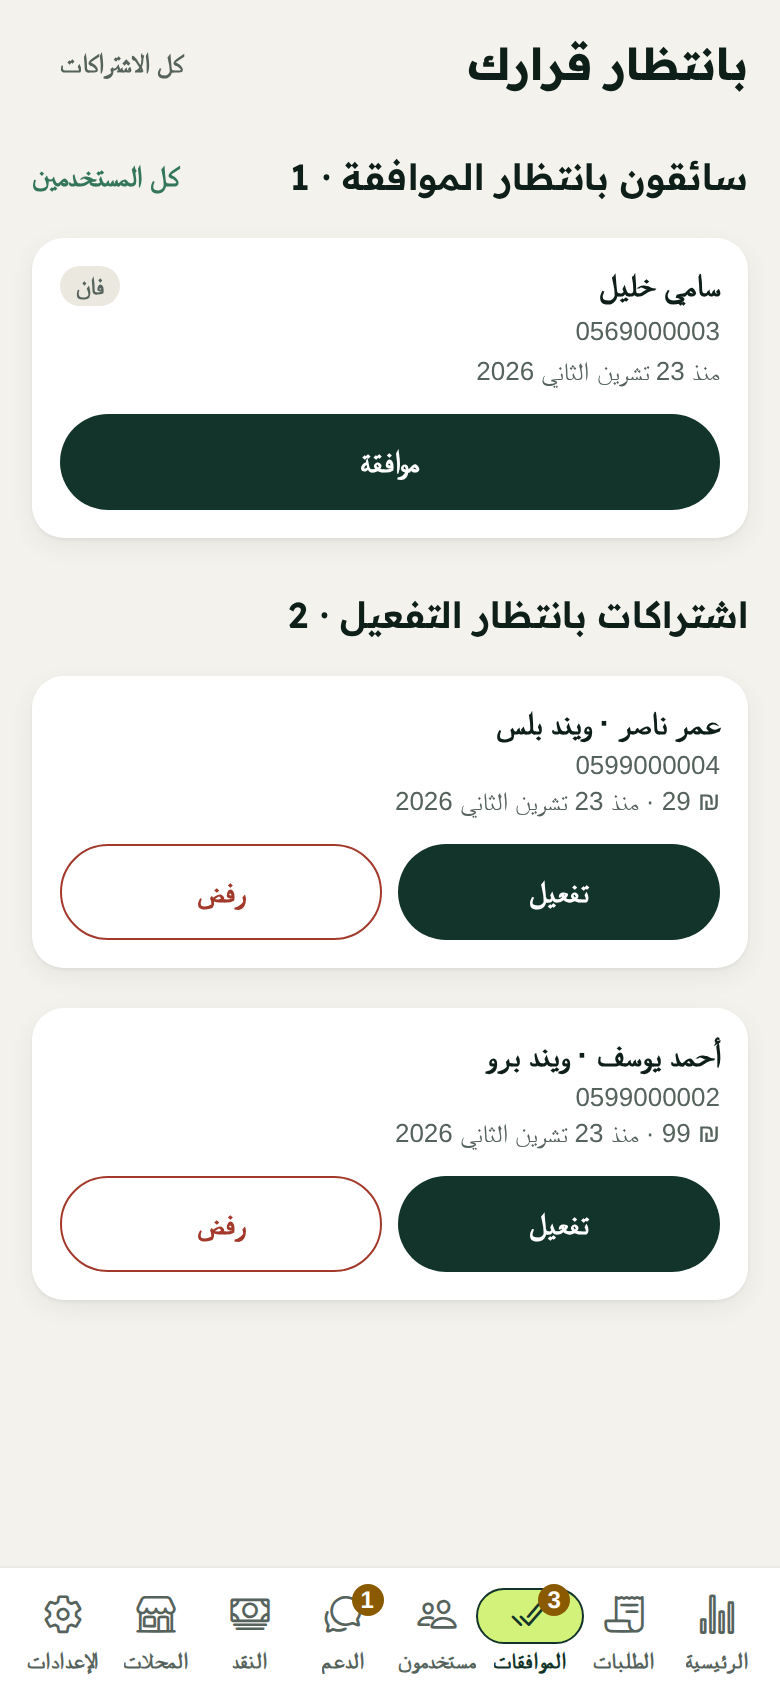 بانتظار قرارك
كل الاشتراكات
سائقون بانتظار الموافقة · 1
كل المستخدمين
سامي خليل
فان
0569000003
منذ 23 تشرين الثاني 2026
موافقة
اشتراكات بانتظار التفعيل · 2
عمر ناصر · ويند بلس
0599000004
₪ 29 · منذ 23 تشرين الثاني 2026
تفعيل
رفض
أحمد يوسف · ويند برو
0599000002
₪ 99 · منذ 23 تشرين الثاني 2026
تفعيل
رفض
الرئيسية
الطلبات
3
الموافقات
مستخدمون
1
الدعم
النقد
المحلات
الإعدادات